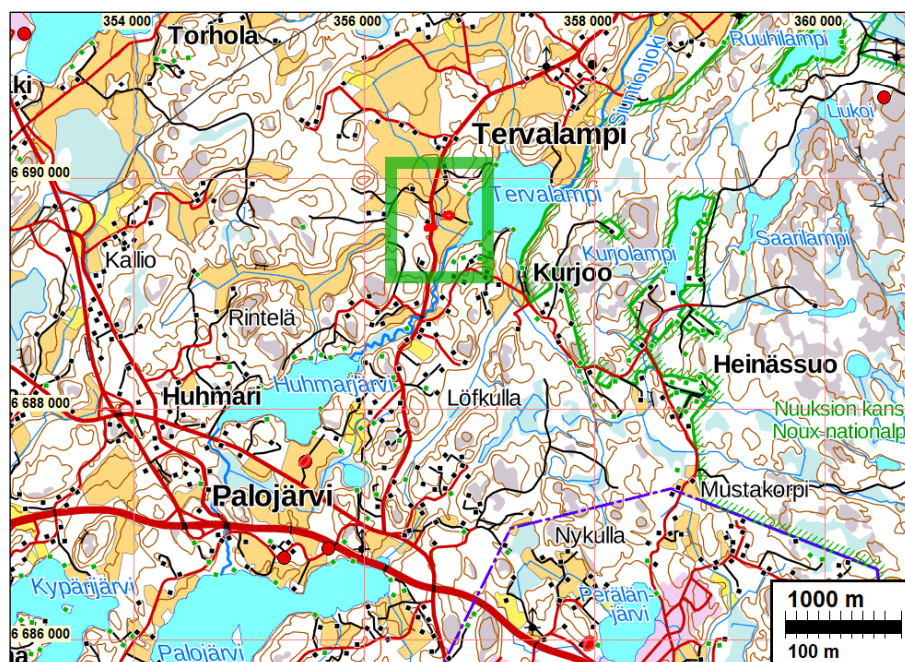 354 000
356 000
358 000
360 000
Torhola
Ruuhilampi
ki
Siuntionjoki
Liukoi
Tervalampi
6 690 000
Tervalampi
Kallio
Kurjoo
Kurjolampi
Saarilampi
Rintelä
Huhmari
Huhmarjärvi
Löfkulla
Heinässuo
6 688 000
Nuuksion kans
Noux nationalp
Palojärvi
Mustakorpi
Nykulla
Kypärijärvi
Perälän-
järvi
1000 m
6 686 000
Palojärvi
100 m